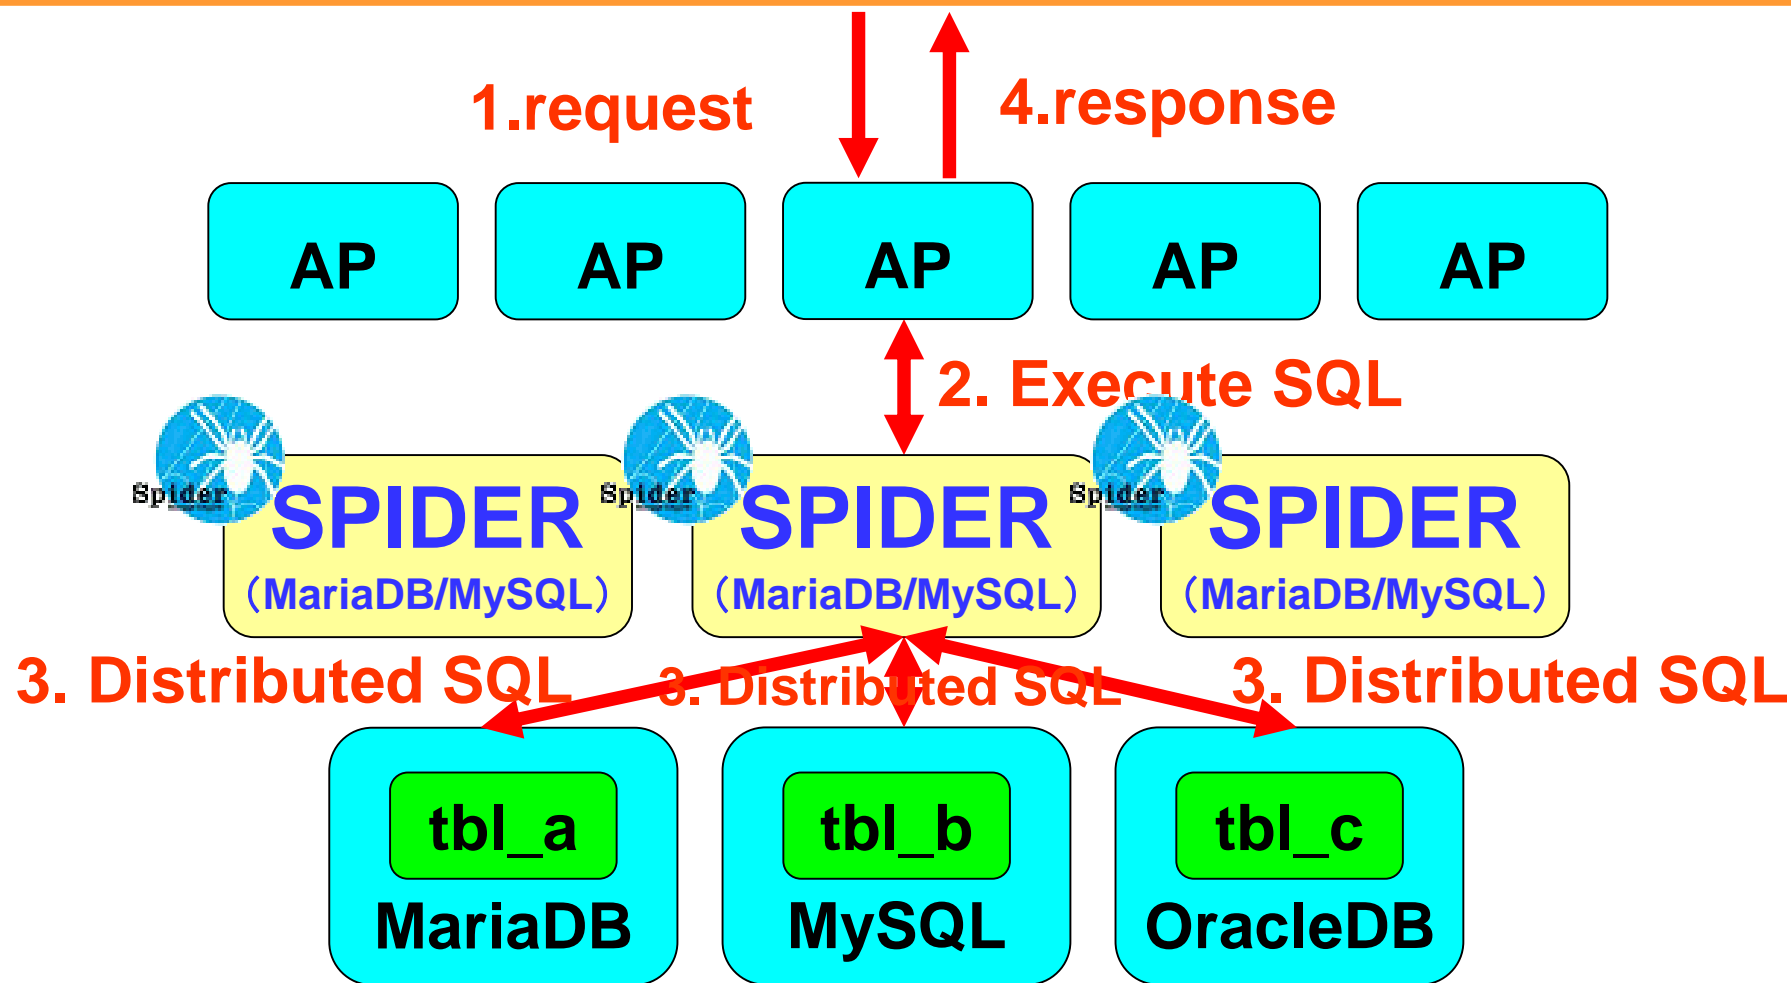 1.request
4.response
AP
AP
AP
AP
AP
2. Execute SQL
Spider
SPIDER
（MariaDB/MySQL）
Spider
SPIDER
（MariaDB/MySQL）
Spider
SPIDER
（MariaDB/MySQL）
3. Distributed SQL
3. Distributed SQL
3. Distributed SQL
tbl_a
MariaDB
tbl_b
MySQL
tbl_c
OracleDB